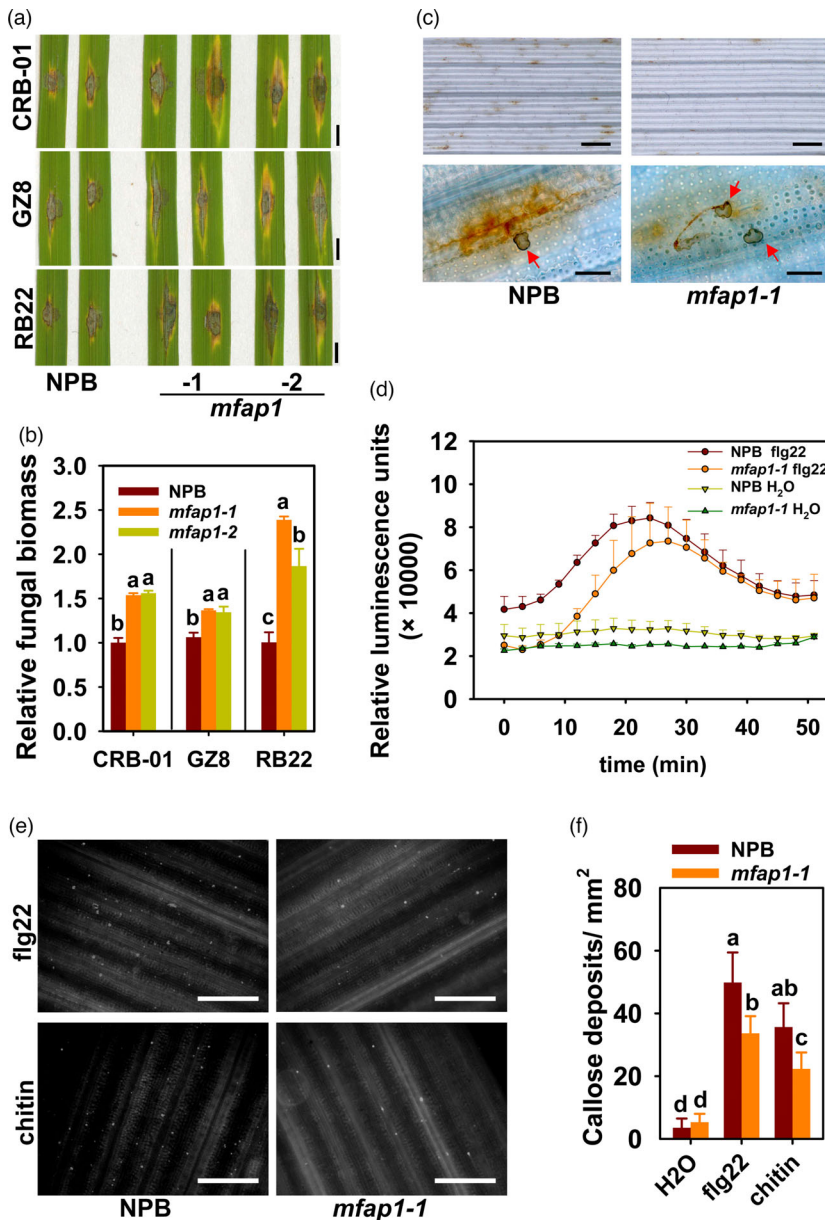 (a)
CRB-01
GZ8
RB22
NPB
-1
-2
mfap1
(b)
Relative fungal biomass
3.0
2.5
2.0
1.5
1.0
0.5
0.0
NPB
mfap1-1
mfap1-2
b
a
a
b
a
a
c
a
b
CRB-01
GZ8
RB22
(c)
NPB
mfap1-1
(d)
Relative luminescence units
(× 10000)
12
10
8
6
4
2
0
NPB flg22
mfap1-1 flg22
NPB H2O
mfap1-1 H2O
0
10
20
30
40
50
time (min)
(e)
flg22
chitin
NPB
mfap1-1
(f)
NPB
mfap1-1
Callose deposits/ mm2
80
60
40
20
0
d
d
a
b
ab
c
H2O
flg22
chitin